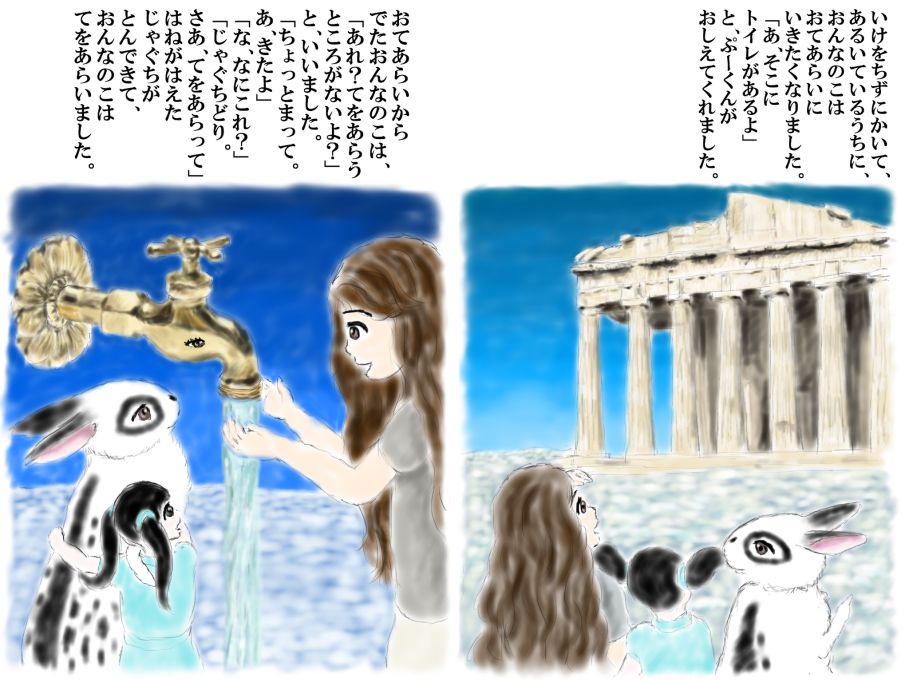 いけをちずにかいて、
あるいているうちに、
おんなのこは
おてあらいに
いきたくなりました。
「あ、そこに
トイレがあるよ」
と、ぷーくんが
おしえてくれました。
おてあらいから
でたおんなのこは、
「あれ？てをあらう
ところがないよ？」
と、いいました。
「ちょっとまって。
あ、きたよ」
「な、なにこれ？」
「じゃぐちどり。
さあ、てをあらって」
はねがはえた
じゃぐちが
とんできて、
おんなのこは
てをあらいました。